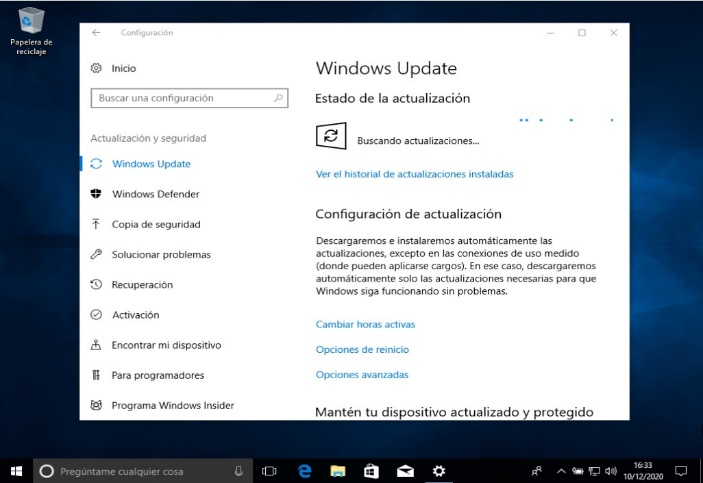 Papelera de
reciclaje
Configuración
Inicio
Buscar una configuración
Actualización y seguridad
Windows Update
Windows Defender
Copia de seguridad
Solucionar problemas
Recuperación
Activación
Encontrar mi dispositivo
Para programadores
Programa Windows Insider
Windows Update
Estado de la actualización
Buscando actualizaciones...
Ver el historial de actualizaciones instaladas
Configuración de actualización
Descargaremos e instalaremos automáticamente las
actualizaciones, excepto en las conexiones de uso medido
(donde pueden aplicarse cargos). En ese caso, descargaremos
automáticamente solo las actualizaciones necesarias para que
Windows siga funcionando sin problemas.
Cambiar horas activas
Opciones de reinicio
Opciones avanzadas
Mantén tu dispositivo actualizado y protegido
Pregúntame cualquier cosa
16:33
10/12/2020